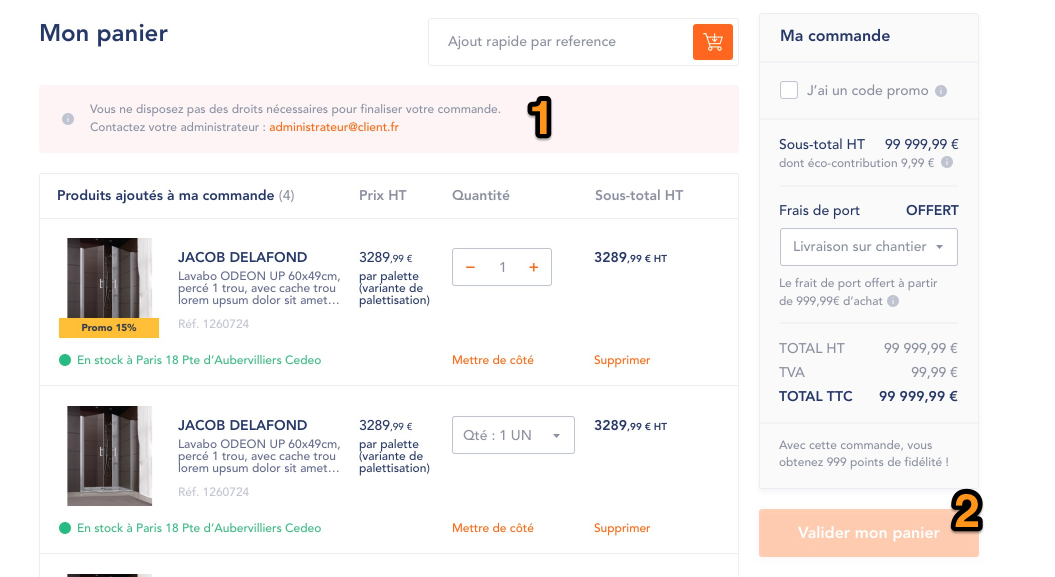 Mon panier
Ajout rapide par reference
Vous ne disposez pas des droits nécessaires pour finaliser votre commande.
Contactez votre administrateur : administrateur@client.fr
1
Produits ajoutés à ma commande (4) Prix HT Quantité Sous-total HT
JACOB DELAFOND
Lavabo ODEON UP 60x49cm,
percé 1 trou, avec cache trou
lorem upsum dolor sit amet...
Réf. 1260724
Promo 15%
3289,99 €
par palette
(variante de
palettisation)
− 1 +
3289,99 € HT
En stock à Paris 18 Pte d’Aubervilliers Cedeo
Mettre de côté
Supprimer
JACOB DELAFOND
Lavabo ODEON UP 60x49cm,
percé 1 trou, avec cache trou
lorem upsum dolor sit amet...
Réf. 1260724
3289,99 €
par palette
(variante de
palettisation)
Qté : 1 UN
3289,99 € HT
En stock à Paris 18 Pte d’Aubervilliers Cedeo
Mettre de côté
Supprimer
Ma commande
J’ai un code promo
Sous-total HT 99 999,99 €
dont éco-contribution 9,99 €
Frais de port OFFERT
Livraison sur chantier
Le frait de port offert à partir
de 999,99€ d’achat
TOTAL HT 99 999,99 €
TVA 99,99 €
TOTAL TTC 99 999,99 €
Avec cette commande, vous
obtenez 999 points de fidélité !
2
Valider mon panier